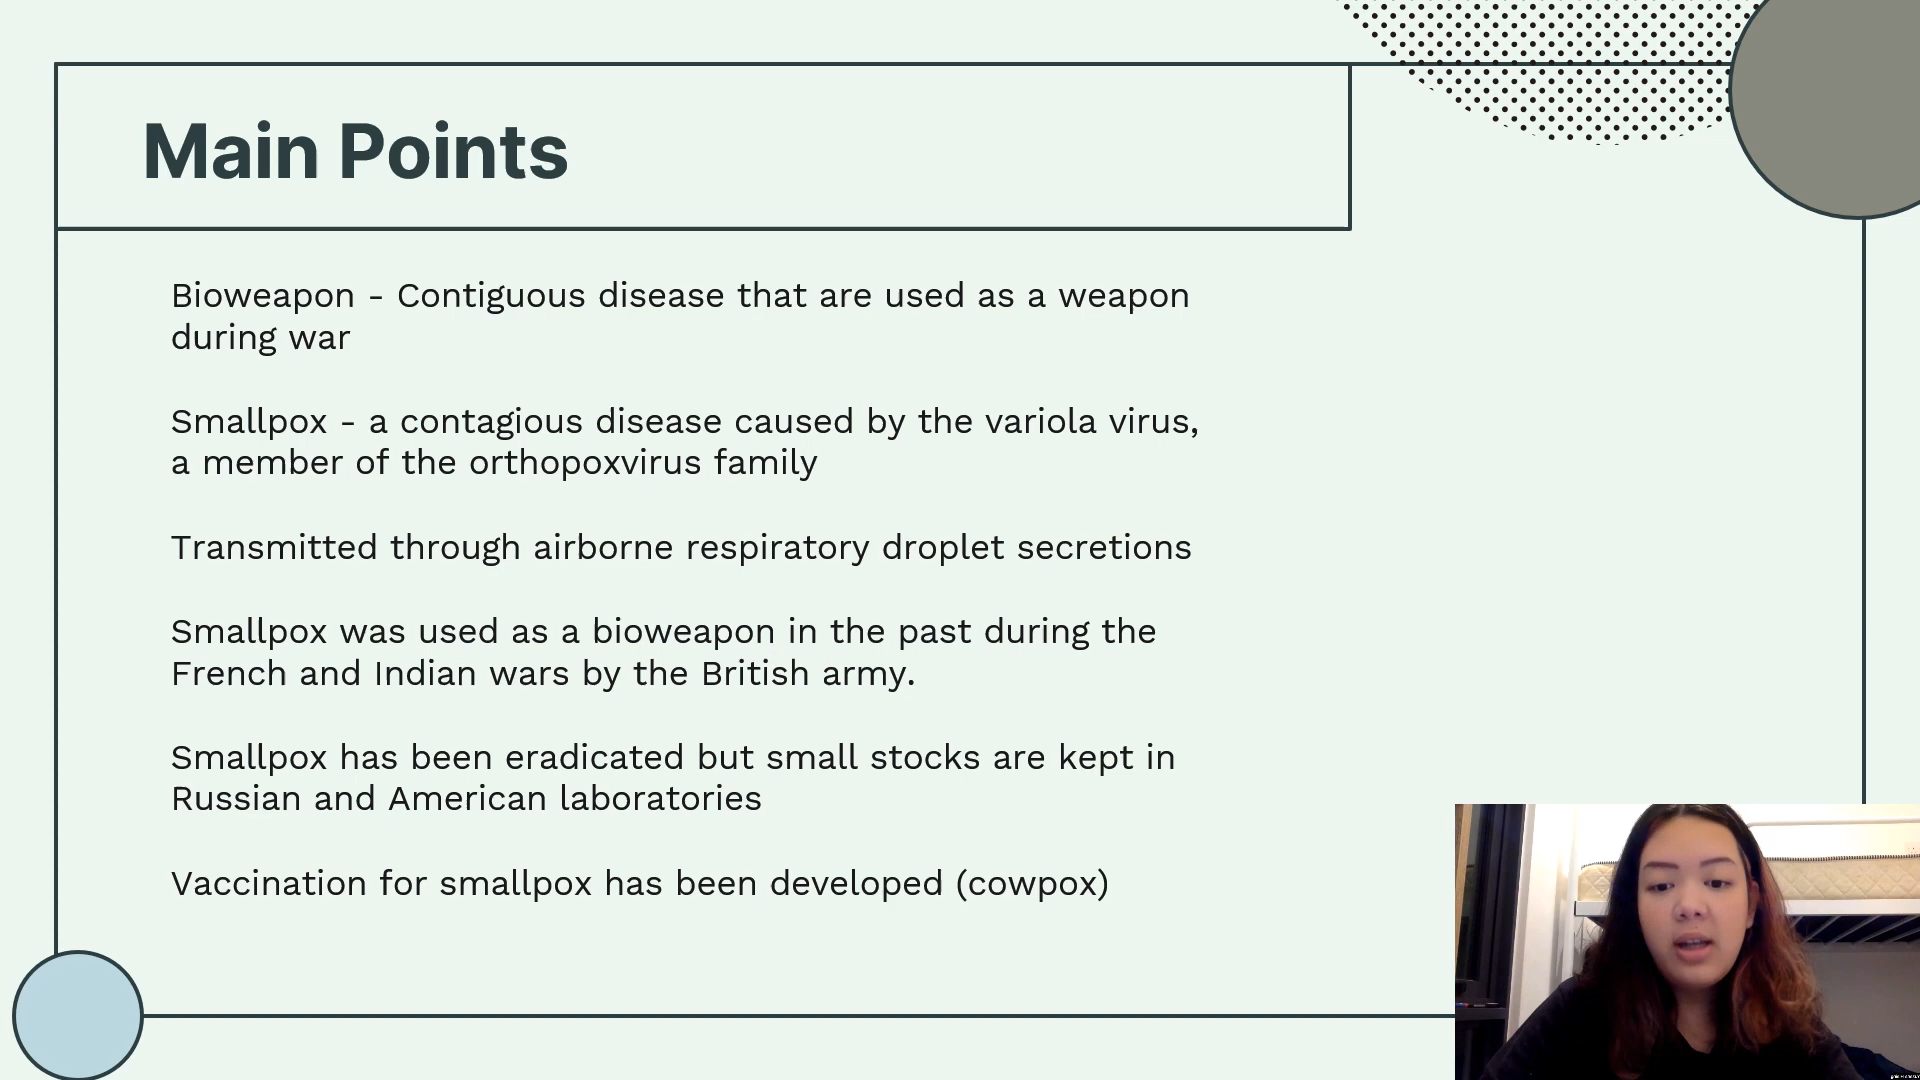 Main Points
Bioweapon - Contiguous disease that are used as a weapon
during war
Smallpox - a contagious disease caused by the variola virus,
a member of the orthopoxvirus family
Transmitted through airborne respiratory droplet secretions
Smallpox was used as a bioweapon in the past during the
French and Indian wars by the British army.
Smallpox has been eradicated but small stocks are kept in
Russian and American laboratories
Vaccination for smallpox has been developed (cowpox)